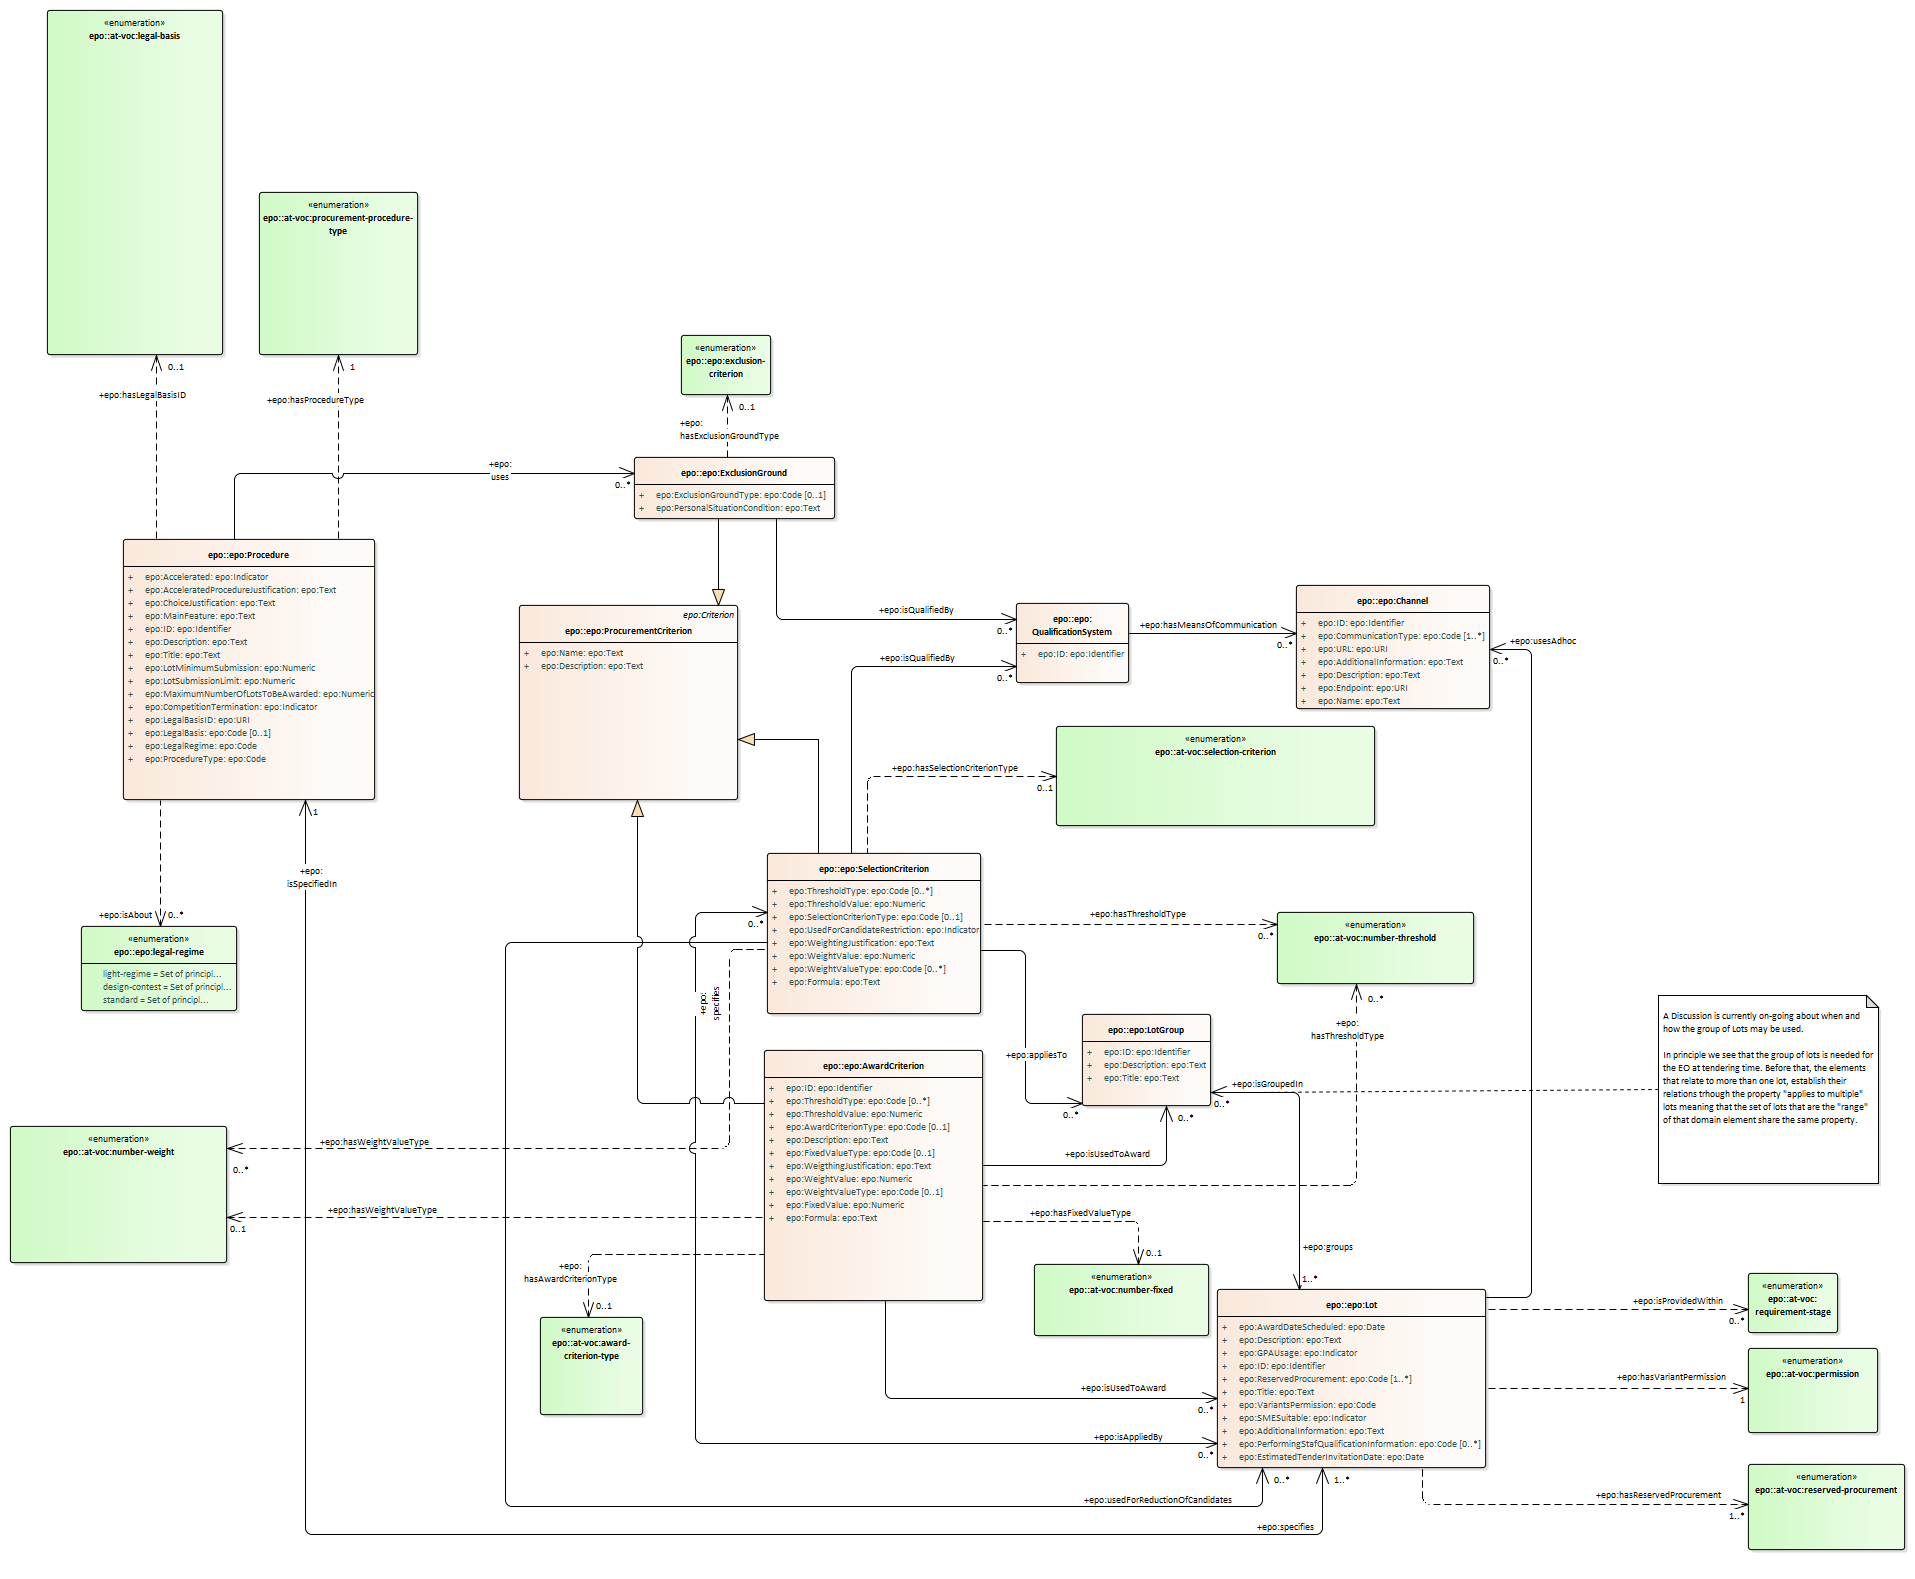 «enumeration»
epo::at-voc:legal-basis
«enumeration»
epo::at-voc:procurement-procedure-
type
«enumeration»
epo::epo:exclusion-
criterion
0..1
+epo:hasLegalBasisID
1
+epo:hasProcedureType
0..1
+epo:
hasExclusionGroundType
+epo:
uses
0..*
epo::epo:ExclusionGround
+ epo:ExclusionGroundType: epo:Code [0..1]
+ epo:PersonalSituationCondition: epo:Text
epo::epo:Procedure
+ epo:Accelerated: epo:Indicator
+ epo:AcceleratedProcedureJustification: epo:Text
+ epo:ChoiceJustification: epo:Text
+ epo:MainFeature: epo:Text
+ epo:ID: epo:Identifier
+ epo:Description: epo:Text
+ epo:Title: epo:Text
+ epo:LotMinimumSubmission: epo:Numeric
+ epo:LotSubmissionLimit: epo:Numeric
+ epo:MaximumNumberOfLotsToBeAwarded: epo:Numeric
+ epo:CompetitionTermination: epo:Indicator
+ epo:LegalBasisID: epo:URI
+ epo:LegalBasis: epo:Code [0..1]
+ epo:LegalRegime: epo:Code
+ epo:ProcedureType: epo:Code
epo:Criterion
epo::epo:ProcurementCriterion
+ epo:Name: epo:Text
+ epo:Description: epo:Text
+epo:isQualifiedBy
0..*
+epo:isQualifiedBy
0..*
epo::epo:
QualificationSystem
+ epo:ID: epo:Identifier
+epo:hasMeansOfCommunication
0..*
epo::epo:Channel
+ epo:ID: epo:Identifier
+ epo:CommunicationType: epo:Code [1..*]
+ epo:URL: epo:URI
+ epo:AdditionalInformation: epo:Text
+ epo:Description: epo:Text
+ epo:Endpoint: epo:URI
+ epo:Name: epo:Text
+epo:usesAdhoc
0..*
«enumeration»
epo::at-voc:selection-criterion
+epo:hasSelectionCriterionType
0..1
1
+epo:
isSpecifiedIn
+epo:isAbout
0..*
«enumeration»
epo::epo:legal-regime
light-regime = Set of principl...
design-contest = Set of principl...
standard = Set of principl...
epo::epo:SelectionCriterion
+ epo:ThresholdType: epo:Code [0..*]
+ epo:ThresholdValue: epo:Numeric
+ epo:SelectionCriterionType: epo:Code [0..1]
+ epo:UsedForCandidateRestriction: epo:Indicator
+ epo:WeightingJustification: epo:Text
+ epo:WeightValue: epo:Numeric
+ epo:WeightValueType: epo:Code [0..*]
+ epo:Formula: epo:Text
0..*
+epo:
specifies
+epo:hasThresholdType
0..*
«enumeration»
epo::at-voc:number-threshold
0..*
+epo:
hasThresholdType
+epo:appliesTo
0..*
epo::epo:LotGroup
+ epo:ID: epo:Identifier
+ epo:Description: epo:Text
+ epo:Title: epo:Text
+epo:isGroupedIn
0..*
0..*
+epo:isUsedToAward
A Discussion is currently on-going about when and
how the group of Lots may be used.
In principle we see that the group of lots is needed for
the EO at tendering time. Before that, the elements
that relate to more than one lot, establish their
relations trhough the property "applies to multiple"
lots meaning that the set of lots that are the "range"
of that domain element share the same property.
epo::epo:AwardCriterion
+ epo:ID: epo:Identifier
+ epo:ThresholdType: epo:Code [0..*]
+ epo:ThresholdValue: epo:Numeric
+ epo:AwardCriterionType: epo:Code [0..1]
+ epo:Description: epo:Text
+ epo:FixedValueType: epo:Code [0..1]
+ epo:WeigthingJustification: epo:Text
+ epo:WeightValue: epo:Numeric
+ epo:WeightValueType: epo:Code [0..1]
+ epo:FixedValue: epo:Numeric
+ epo:Formula: epo:Text
«enumeration»
epo::at-voc:number-weight
+epo:hasWeightValueType
0..*
+epo:hasWeightValueType
0..1
+epo:
hasAwardCriterionType
0..1
«enumeration»
epo::at-voc:award-
criterion-type
+epo:hasFixedValueType
0..1
«enumeration»
epo::at-voc:number-fixed
+epo:groups
1..*
epo::epo:Lot
+ epo:AwardDateScheduled: epo:Date
+ epo:Description: epo:Text
+ epo:GPAUsage: epo:Indicator
+ epo:ID: epo:Identifier
+ epo:ReservedProcurement: epo:Code [1..*]
+ epo:Title: epo:Text
+ epo:VariantsPermission: epo:Code
+ epo:SMESuitable: epo:Indicator
+ epo:AdditionalInformation: epo:Text
+ epo:PerformingStafQualificationInformation: epo:Code [0..*]
+ epo:EstimatedTenderInvitationDate: epo:Date
+epo:isProvidedWithin
0..*
«enumeration»
epo::at-voc:
requirement-stage
+epo:hasVariantPermission
1
«enumeration»
epo::at-voc:permission
+epo:isUsedToAward
0..*
+epo:isAppliedBy
0..*
0..*
1..*
+epo:usedForReductionOfCandidates
+epo:specifies
+epo:hasReservedProcurement
1..*
«enumeration»
epo::at-voc:reserved-procurement